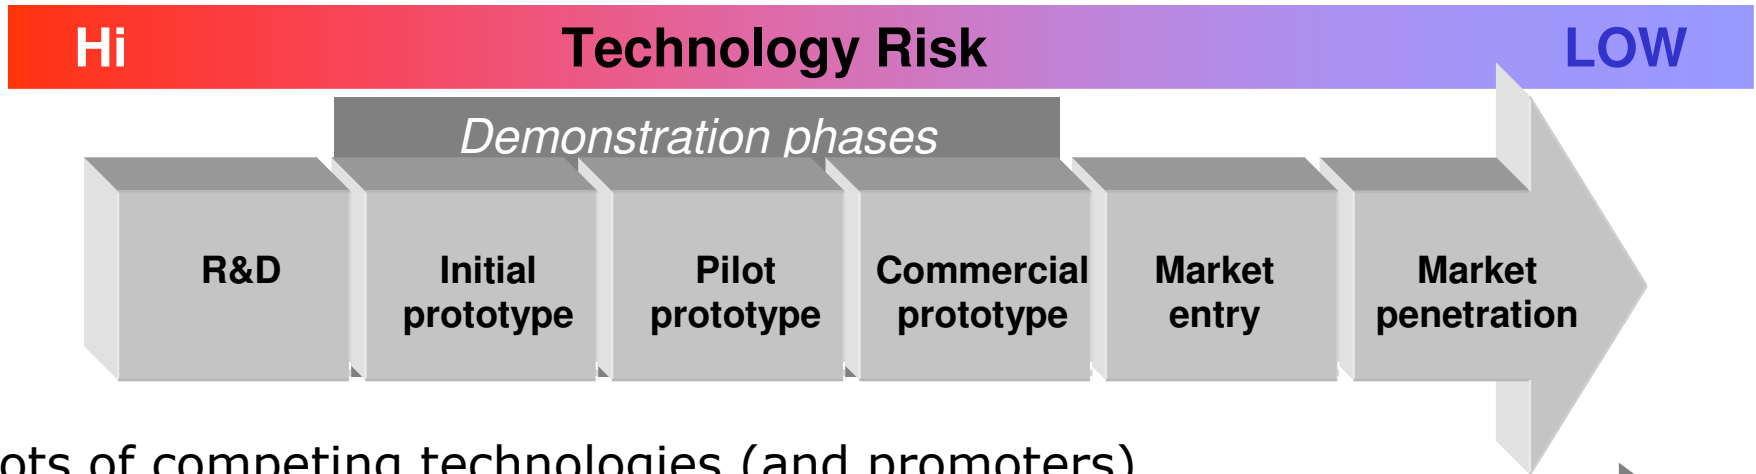 Hi Technology Risk LOW
Demonstration phases
R&D
Initial
prototype
Pilot
prototype
Commercial
prototype
Market
entry
Market
penetration
ots of competing technologies (and promoters)